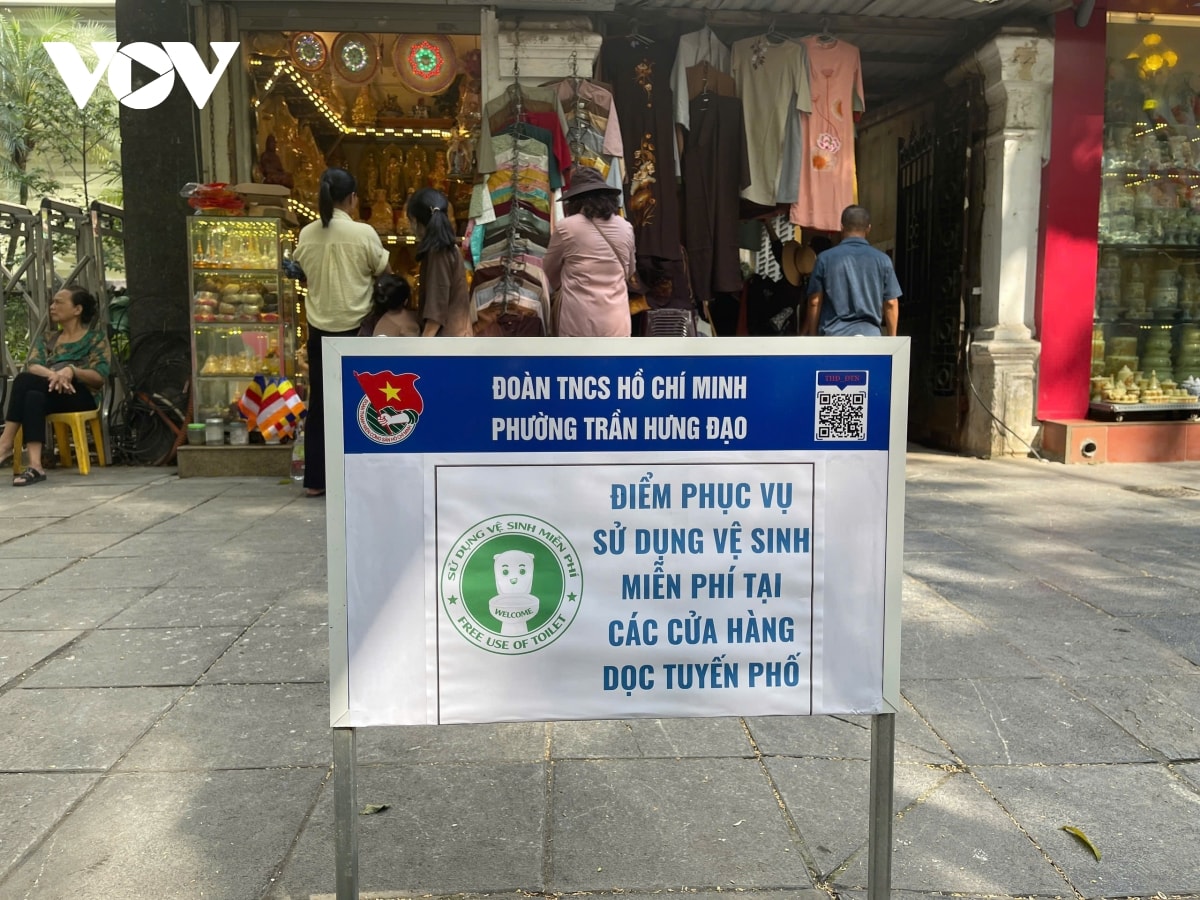 VOV
ĐOÀN TNCS HỒ CHÍ MINH
PHƯỜNG TRẦN HƯNG ĐẠO
ĐIỂM PHỤC VỤ
SỬ DỤNG VỆ SINH
MIỄN PHÍ TẠI
CÁC CỬA HÀNG
DỌC TUYẾN PHỐ
SỬ DỤNG VỆ SINH MIỄN PHÍ
WELCOME
FREE USE OF TOILET